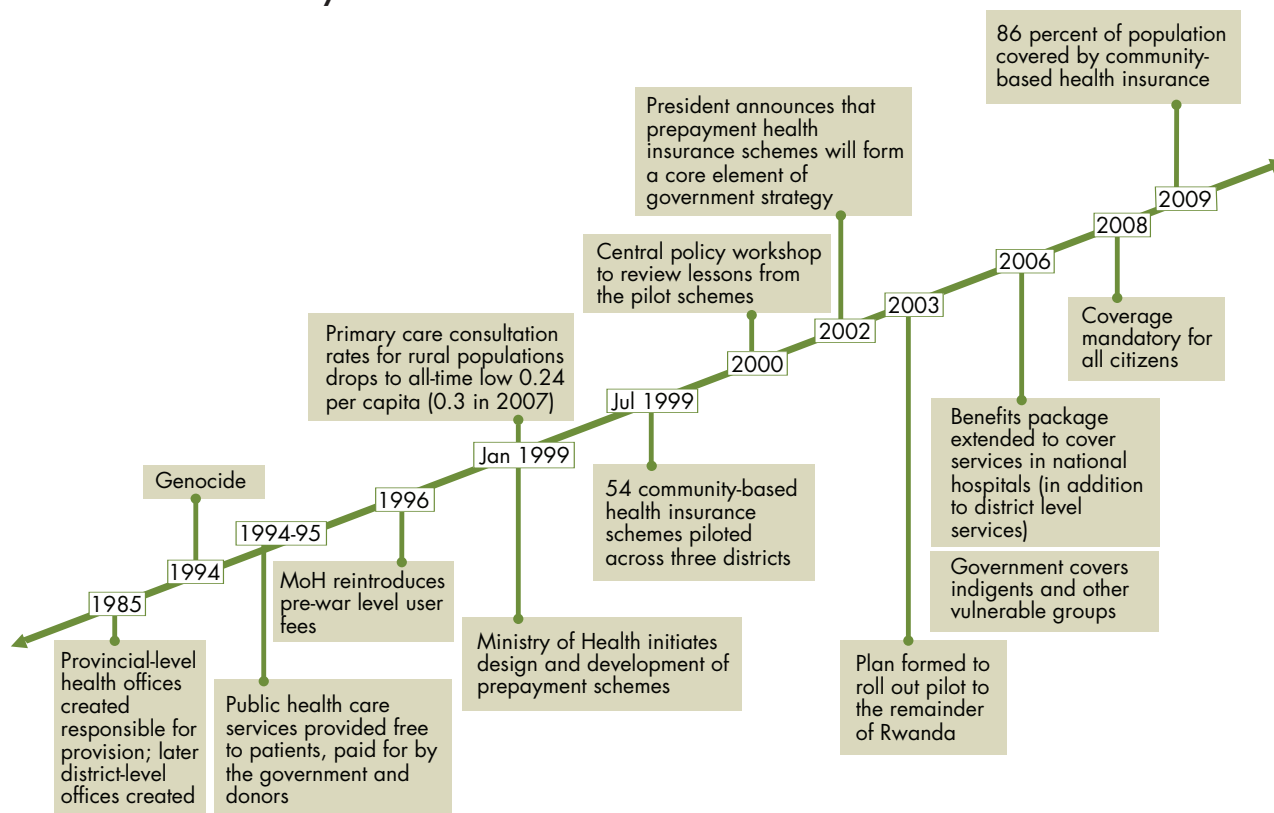 86 percent of population
covered by community-
based health insurance
President announces that
prepayment health
insurance schemes will form
a core element of
government strategy
2009
2008
Central policy workshop
to review lessons from
the pilot schemes
2006
2003
Coverage
mandatory for
all citizens
Primary care consultation
rates for rural populations
drops to all-time low 0.24
per capita (0.3 in 2007)
2002
2000
Jul 1999
Benefits package
extended to cover
services in national
hospitals (in addition
to district level
services)
Jan 1999
Genocide
54 community-based
health insurance
schemes piloted
across three districts
1996
1994-95
1994
MoH reintroduces
pre-war level user
fees
Government covers
indigents and other
vulnerable groups
1985
Ministry of Health initiates
design and development of
prepayment schemes
Provincial-level
health offices
created
responsible for
provision; later
district-level
offices created
Plan formed to
roll out pilot to
the remainder
of Rwanda
Public health care
services provided free
to patients, paid for by
the government and
donors